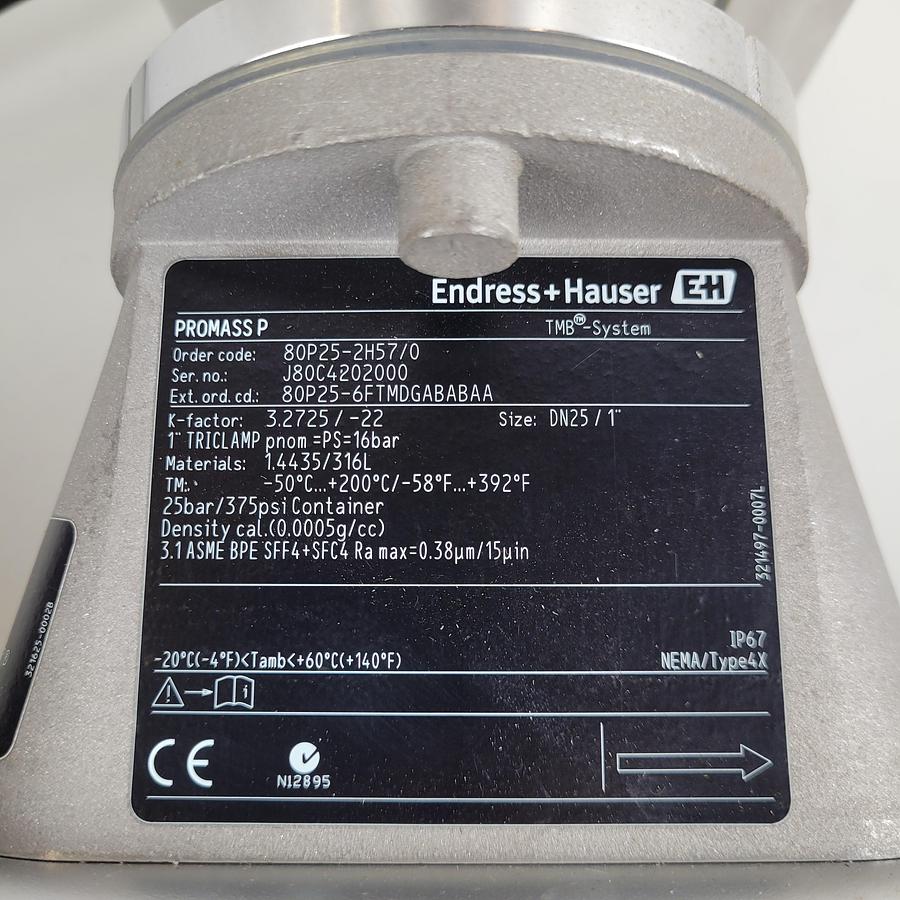 Endress+Hauser EH
PROMASS P TMB™-System
Order code: 80P25-2H57/0
Ser. no.: J80C4202000
Ext. ord. cd.: 80P25-6FTMDGABABAA
K-factor: 3.2725 / -22 Size: DN25 / 1"
1" TRICLAMP pnom =PS=16bar
Materials: 1.4435/316L
TM: -50°C...+200°C/-58°F...+392°F
25bar/375psi Container
Density cal.(0.0005g/cc)
3.1 ASME BPE SFF4+SFC4 Ra max=0.38µm/15µin
321497-0007L
IP67
-20°C(-4°F)<Tamb<+60°C(+140°F) NEMA/Type4X
i
CE
N12895
321625-0002B